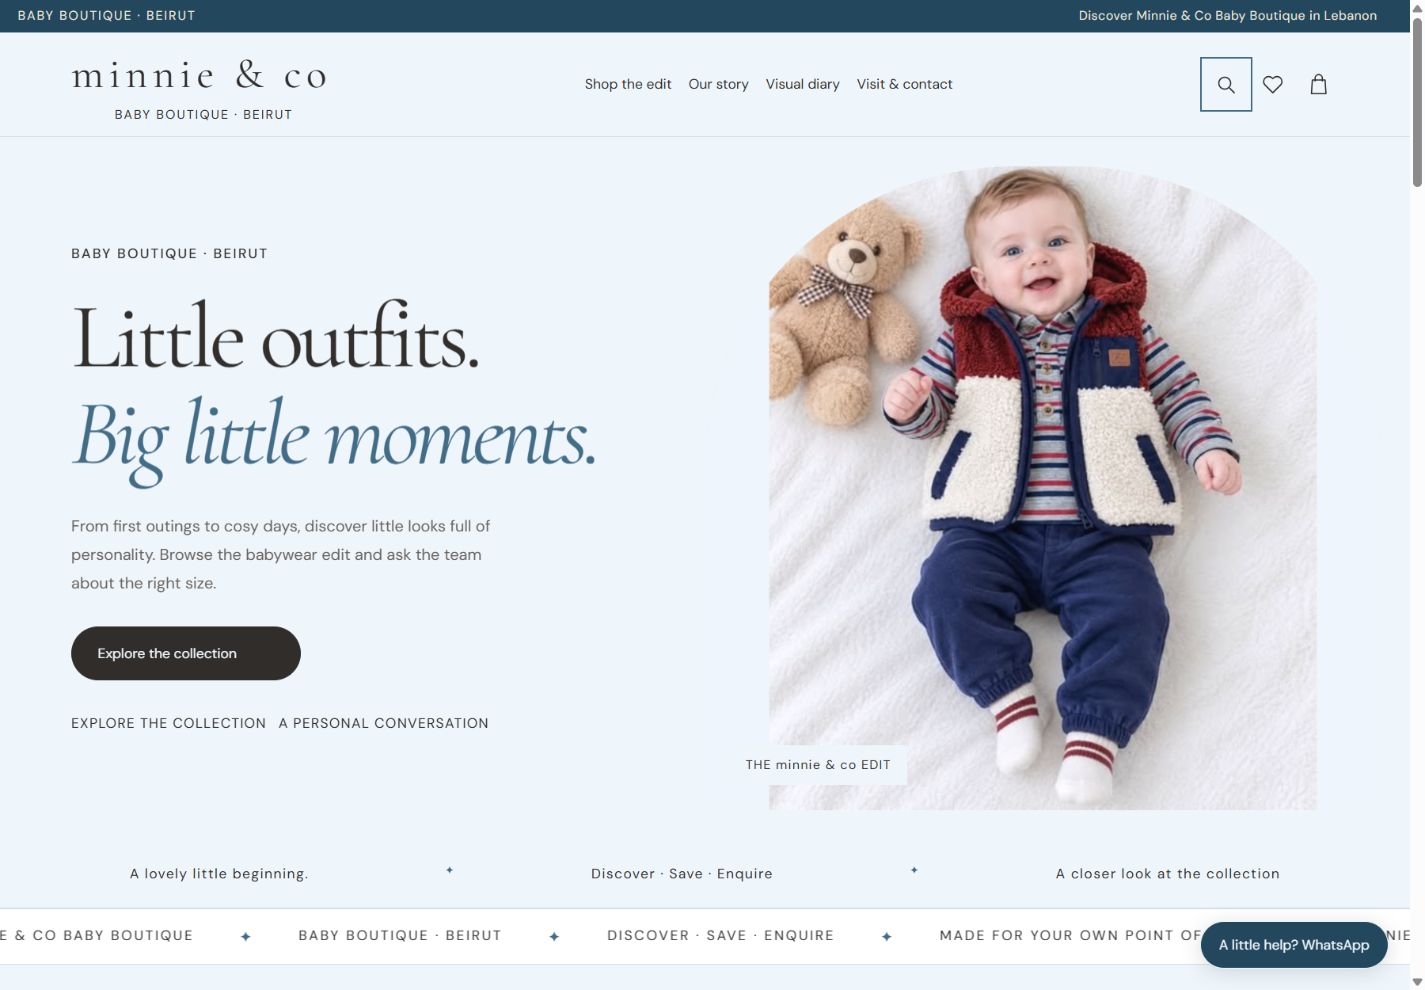 BABY BOUTIQUE · BEIRUT
Discover Minnie & Co Baby Boutique in Lebanon
minnie & co
BABY BOUTIQUE · BEIRUT
Shop the edit
Our story
Visual diary
Visit & contact
BABY BOUTIQUE · BEIRUT
Little outfits.
Big little moments.
From first outings to cosy days, discover little looks full of
personality. Browse the babywear edit and ask the team
about the right size.
Explore the collection
EXPLORE THE COLLECTION
A PERSONAL CONVERSATION
THE minnie & co EDIT
A lovely little beginning.
✦
Discover · Save · Enquire
✦
A closer look at the collection
E & CO BABY BOUTIQUE ✦ BABY BOUTIQUE · BEIRUT ✦ DISCOVER · SAVE · ENQUIRE ✦ MADE FOR YOUR OWN POINT OF
A little help? WhatsApp